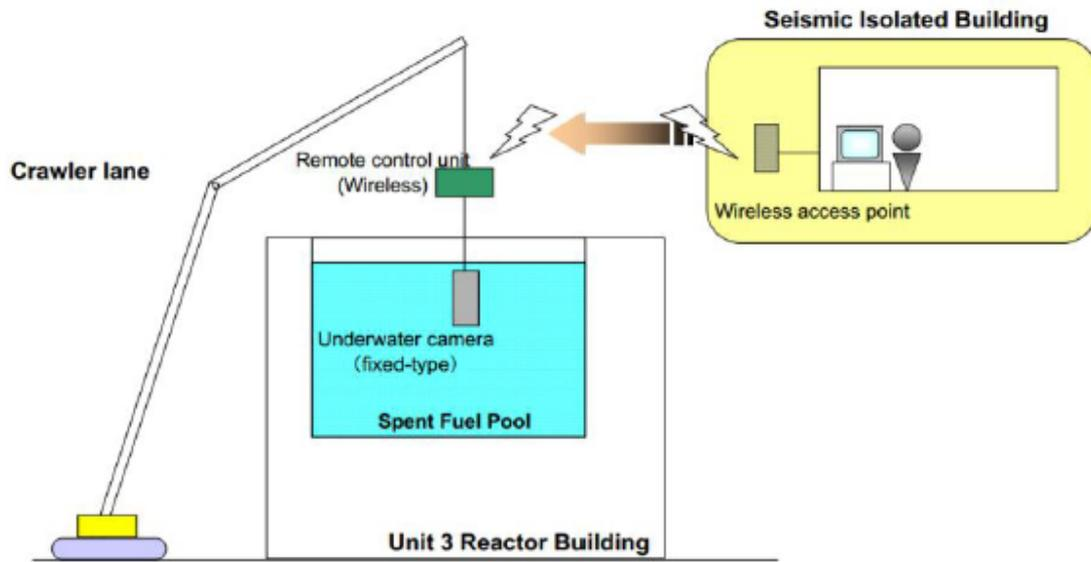 Seismic Isolated Building
Crawler lane
Remote control unit
(Wireless)
Wireless access point
Underwater camera
（fixed-type）
Spent Fuel Pool
Unit 3 Reactor Building